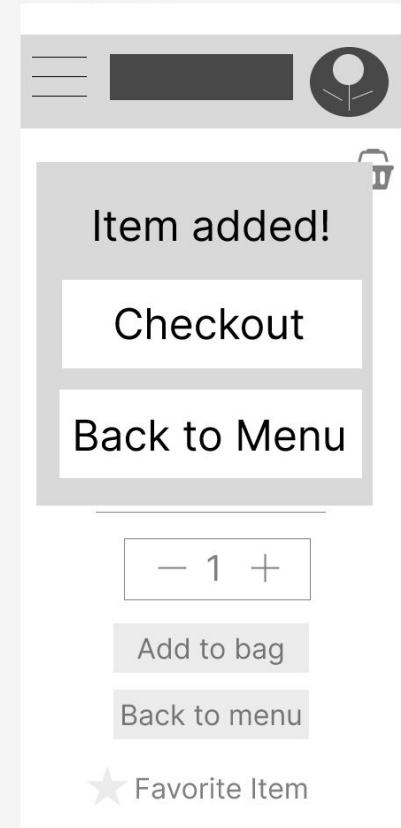 Item added!
Checkout
Back to Menu
1
Add to bag
Back to menu
Favorite Item